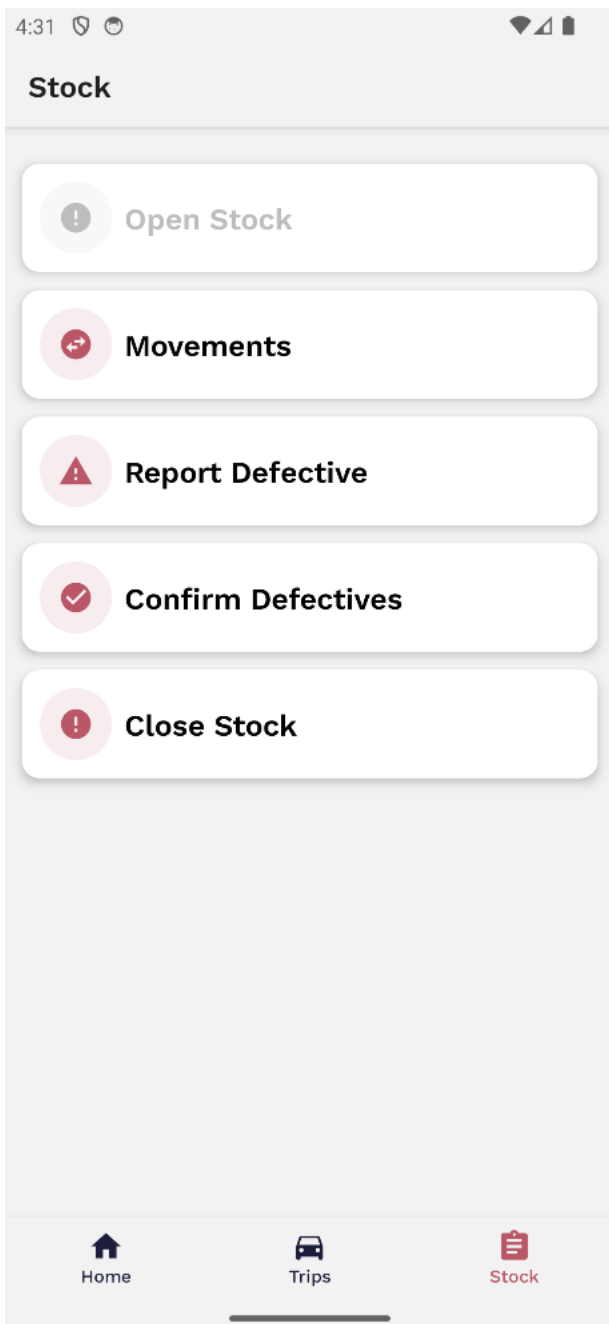 4:31
Stock
Open Stock
Movements
Report Defective
Confirm Defectives
Close Stock
Home
Trips
Stock